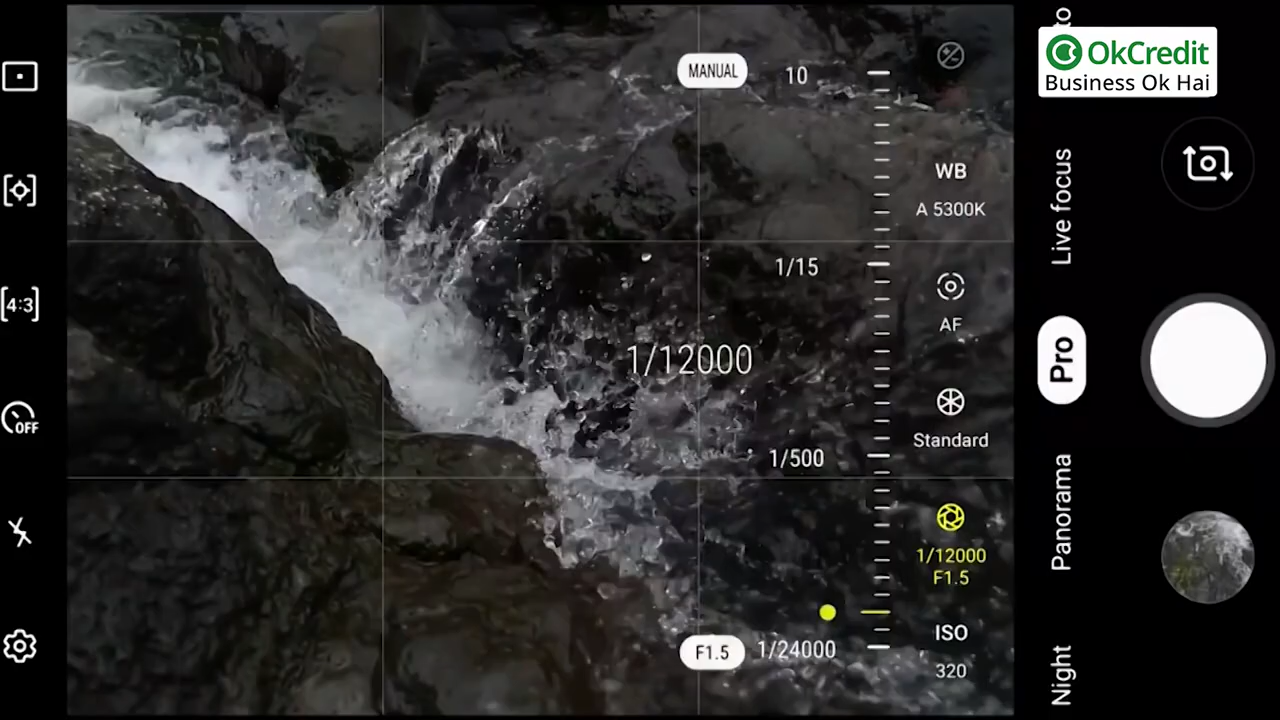 4:3
OFF
MANUAL
F1.5
10
1/15
1/12000
1/500
1/24000
WB
A 5300K
AF
Standard
1/12000
F1.5
ISO
320
to
Live focus
Pro
Panorama
Night
OkCredit
Business Ok Hai